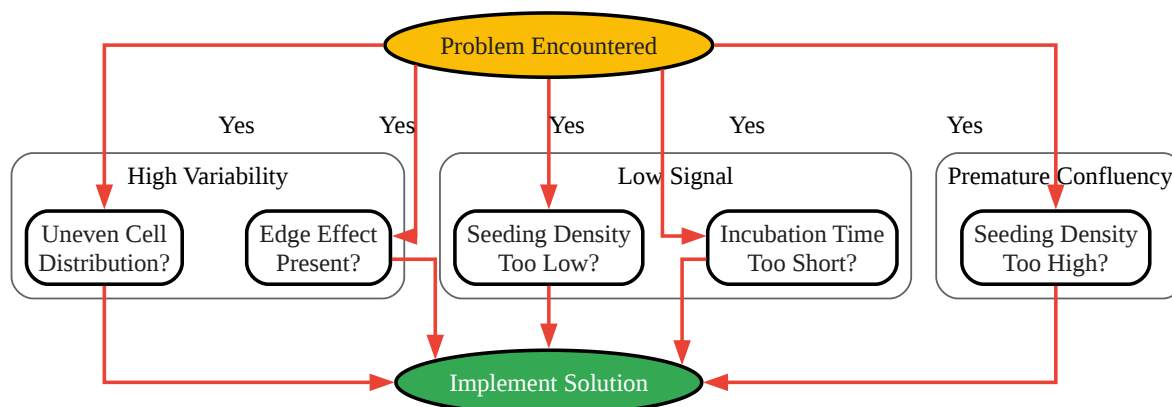 Problem Encountered
Yes
Yes
Yes
Yes
Yes
High Variability
Low Signal
Premature Confluency
Uneven Cell
Distribution?
Edge Effect
Present?
Seeding Density
Too Low?
Incubation Time
Too Short?
Seeding Density
Too High?
Implement Solution